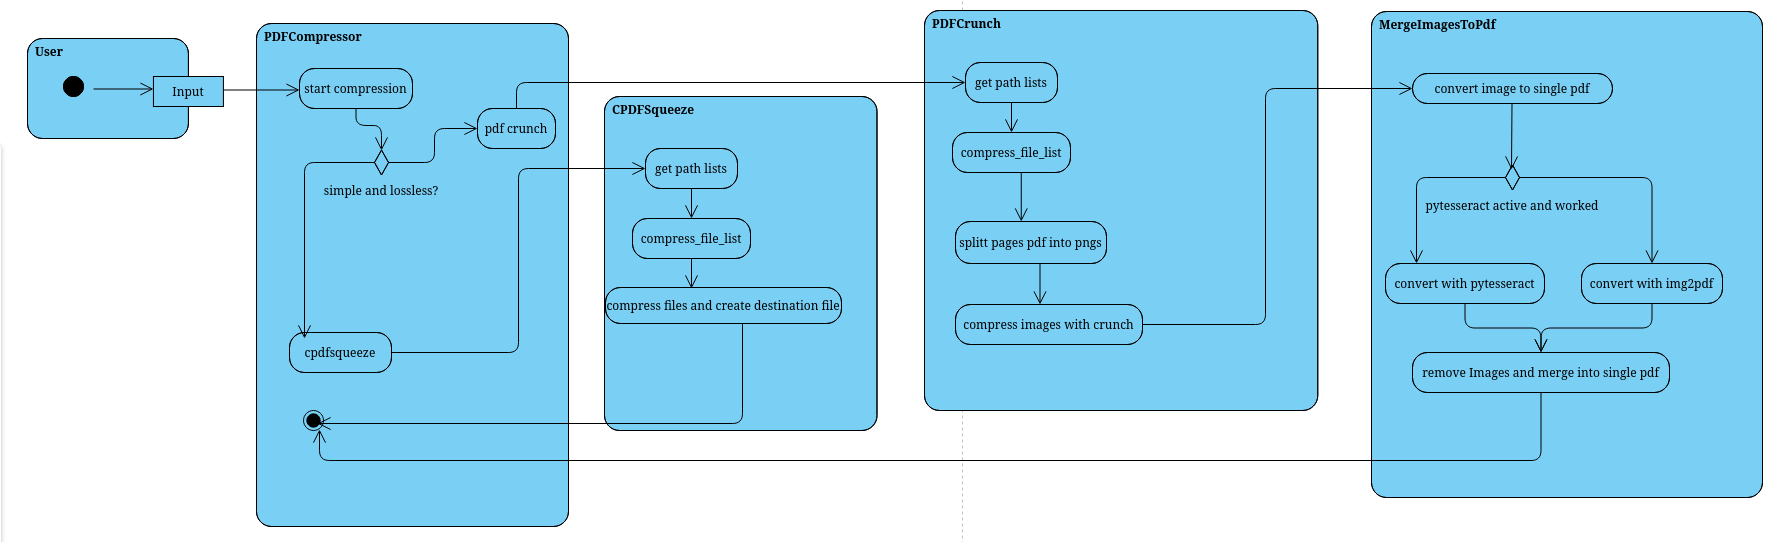 User
Input
PDFCompressor
start compression
pdf crunch
simple and lossless?
cpdfsqueeze
CPDFSqueeze
get path lists
compress_file_list
compress files and create destination file
PDFCrunch
get path lists
compress_file_list
splitt pages pdf into pngs
compress images with crunch
MergeImagesToPdf
convert image to single pdf
pytesseract active and worked
convert with pytesseract
convert with img2pdf
remove Images and merge into single pdf